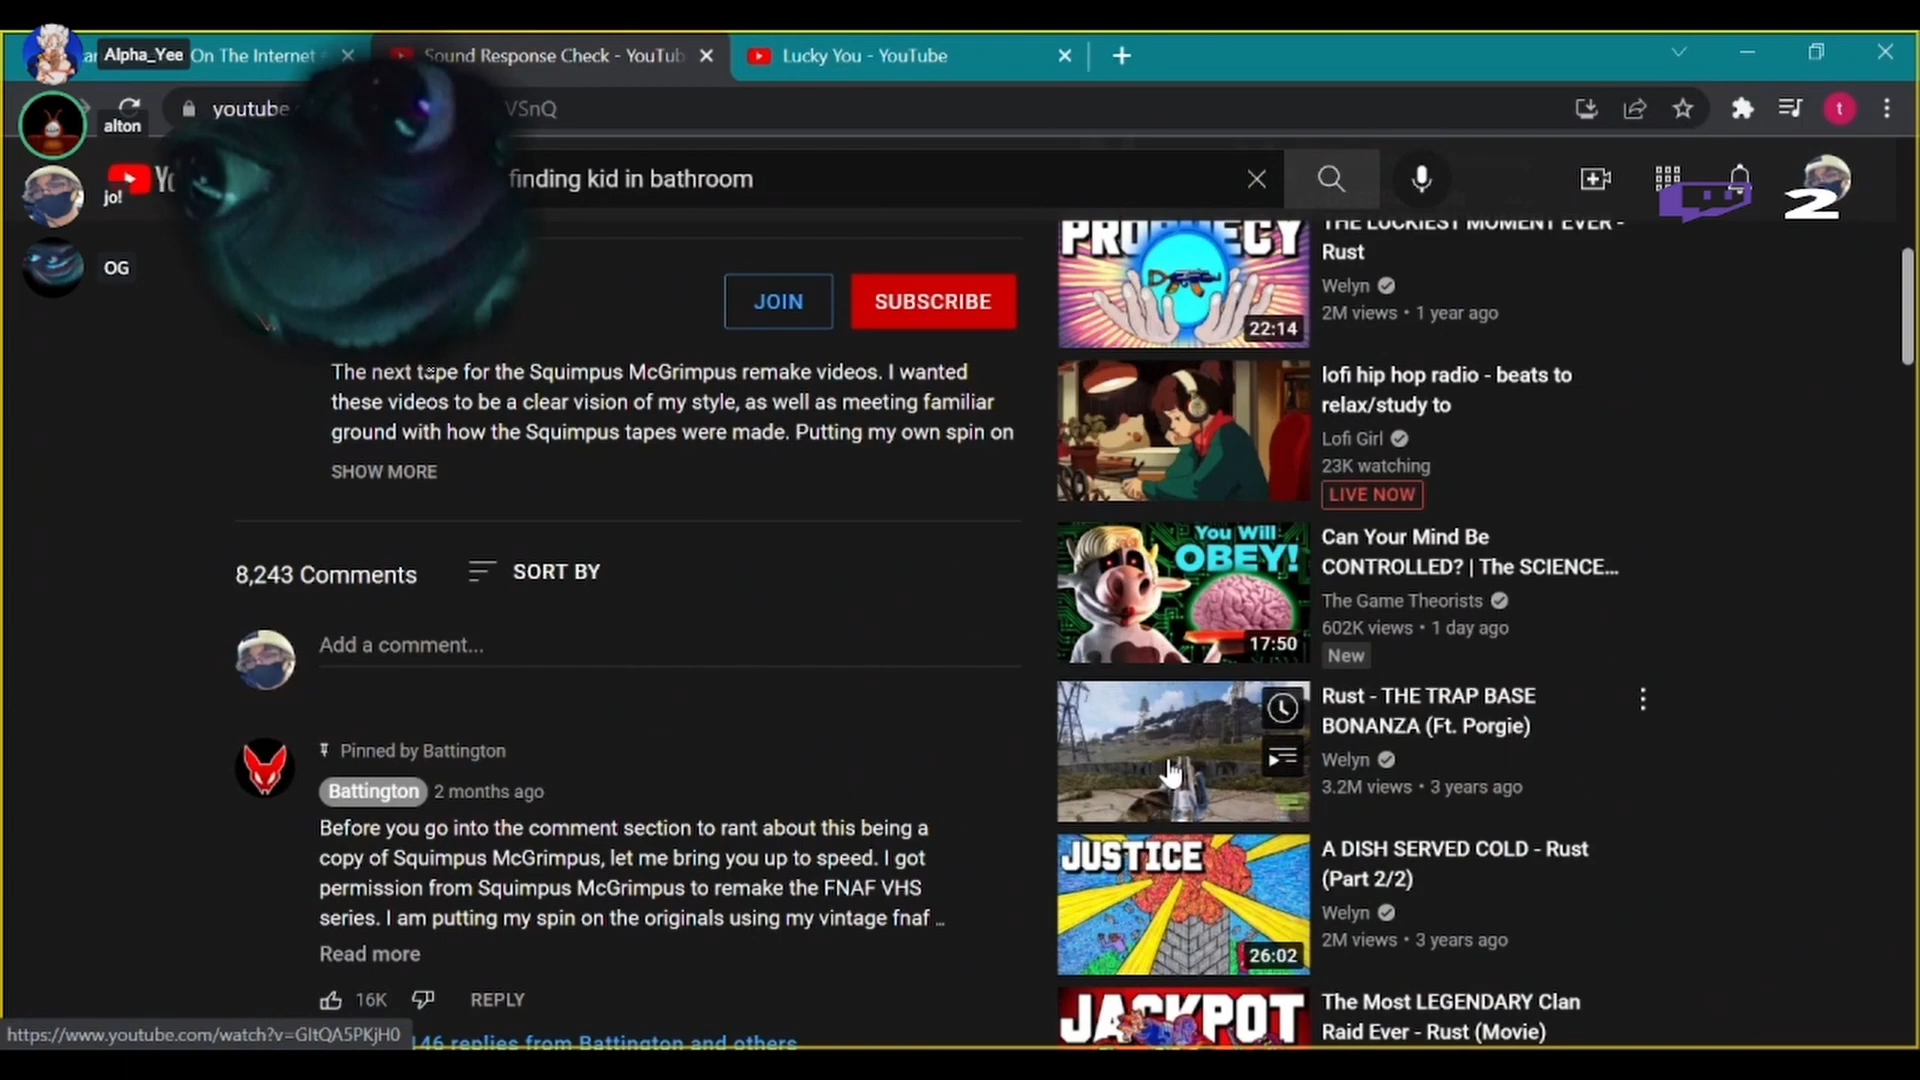 Alpha_Yee
On The Internet
Sound Response Check - YouTub
Lucky You - YouTube
alton
youtube.
VSnQ
jo!
finding kid in bathroom
2
OG
JOIN
SUBSCRIBE
The next tape for the Squimpus McGrimpus remake videos. I wanted
these videos to be a clear vision of my style, as well as meeting familiar
ground with how the Squimpus tapes were made. Putting my own spin on
SHOW MORE
8,243 Comments
SORT BY
Add a comment...
Pinned by Battington
Battington
2 months ago
Before you go into the comment section to rant about this being a
copy of Squimpus McGrimpus, let me bring you up to speed. I got
permission from Squimpus McGrimpus to remake the FNAF VHS
series. I am putting my spin on the originals using my vintage fnaf ...
Read more
16K
REPLY
146 replies from Battington and others
https://www.youtube.com/watch?v=GltQA5PKjH0
PROPHECY
22:14
THE LUCKIEST MOMENT EVER -
Rust
Welyn
2M views • 1 year ago
lofi hip hop radio - beats to
relax/study to
Lofi Girl
23K watching
LIVE NOW
You Will
OBEY!
17:50
Can Your Mind Be
CONTROLLED? | The SCIENCE...
The Game Theorists
602K views • 1 day ago
New
Rust - THE TRAP BASE
BONANZA (Ft. Porgie)
Welyn
3.2M views • 3 years ago
JUSTICE
26:02
A DISH SERVED COLD - Rust
(Part 2/2)
Welyn
2M views • 3 years ago
JACKPOT
The Most LEGENDARY Clan
Raid Ever - Rust (Movie)
t